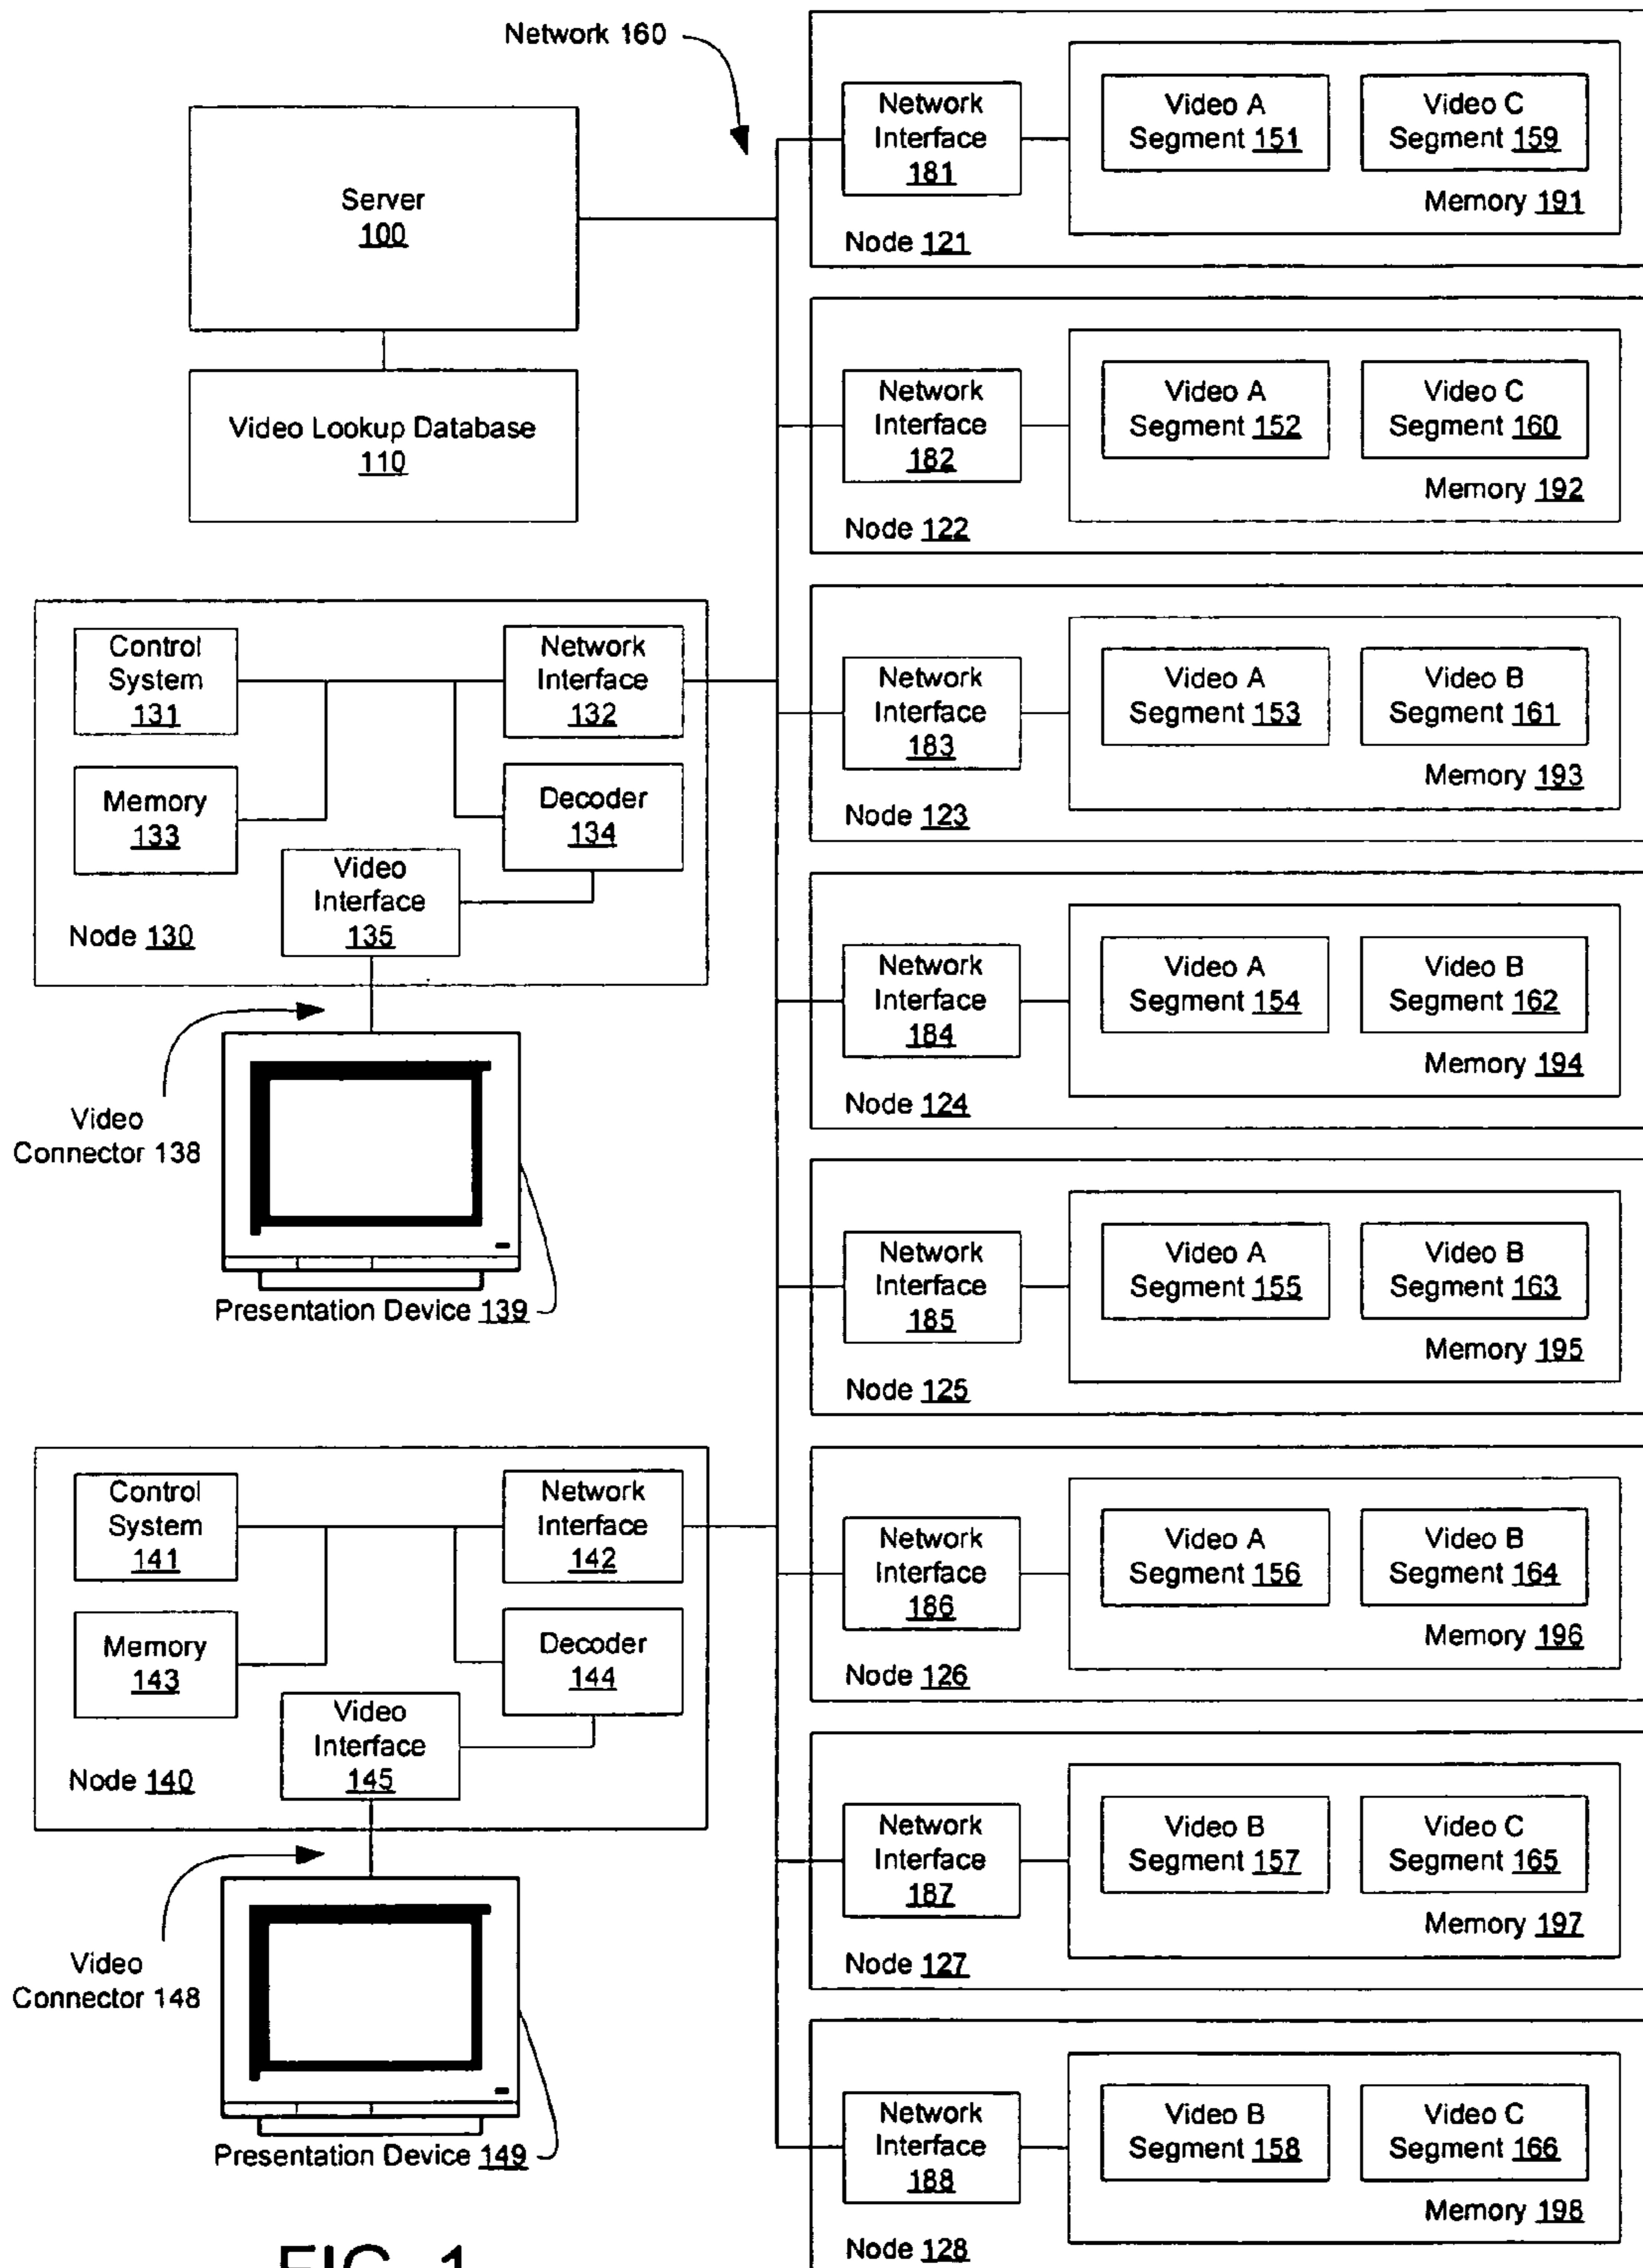 Network 160
Server
100
Video Lookup Database
110
Control
System
131
Network
Interface
132
Memory
133
Decoder
134
Video
Interface
135
Node 130
Video
Connector 138
Presentation Device 139
Control
System
141
Network
Interface
142
Memory
143
Decoder
144
Video
Interface
145
Node 140
Video
Connector 148
Presentation Device 149
Network
Interface
181
Video A
Segment 151
Video C
Segment 159
Memory 191
Node 121
Network
Interface
182
Video A
Segment 152
Video C
Segment 160
Memory 192
Node 122
Network
Interface
183
Video A
Segment 153
Video B
Segment 161
Memory 193
Node 123
Network
Interface
184
Video A
Segment 154
Video B
Segment 162
Memory 194
Node 124
Network
Interface
185
Video A
Segment 155
Video B
Segment 163
Memory 195
Node 125
Network
Interface
186
Video A
Segment 156
Video B
Segment 164
Memory 196
Node 126
Network
Interface
187
Video B
Segment 157
Video C
Segment 165
Memory 197
Node 127
Network
Interface
188
Video B
Segment 158
Video C
Segment 166
Memory 198
Node 128
FIG. 1